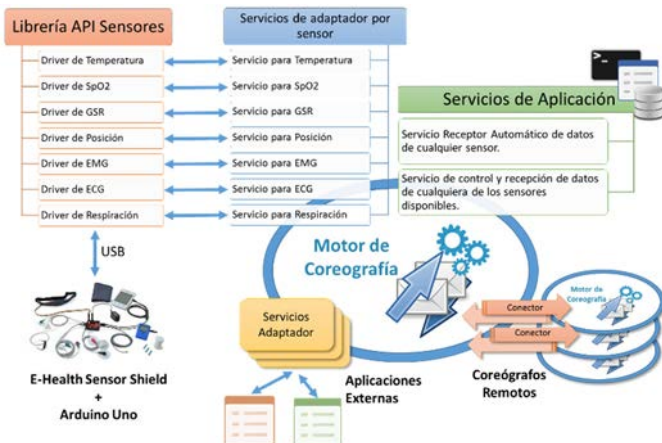 Librería API Sensores
Driver de Temperatura
Driver de SpO2
Driver de GSR
Driver de Posición
Driver de EMG
Driver de ECG
Driver de Respiración
USB
E-Health Sensor Shield
+
Arduino Uno
Servicios de adaptador por
sensor
Servicio para Temperatura
Servicio para SpO2
Servicio para GSR
Servicio para Posición
Servicio para EMG
Servicio para ECG
Servicio para Respiración
>_
Servicios de Aplicación
Servicio Receptor Automático de datos
de cualquier sensor.
Servicio de control y recepción de datos
de cualquiera de los sensores
disponibles.
Motor de
Coreografía
Servicios
Adaptador
Aplicaciones
Externas
Conector
Conector
Motor de
Coreografía
Coreógrafos
Remotos